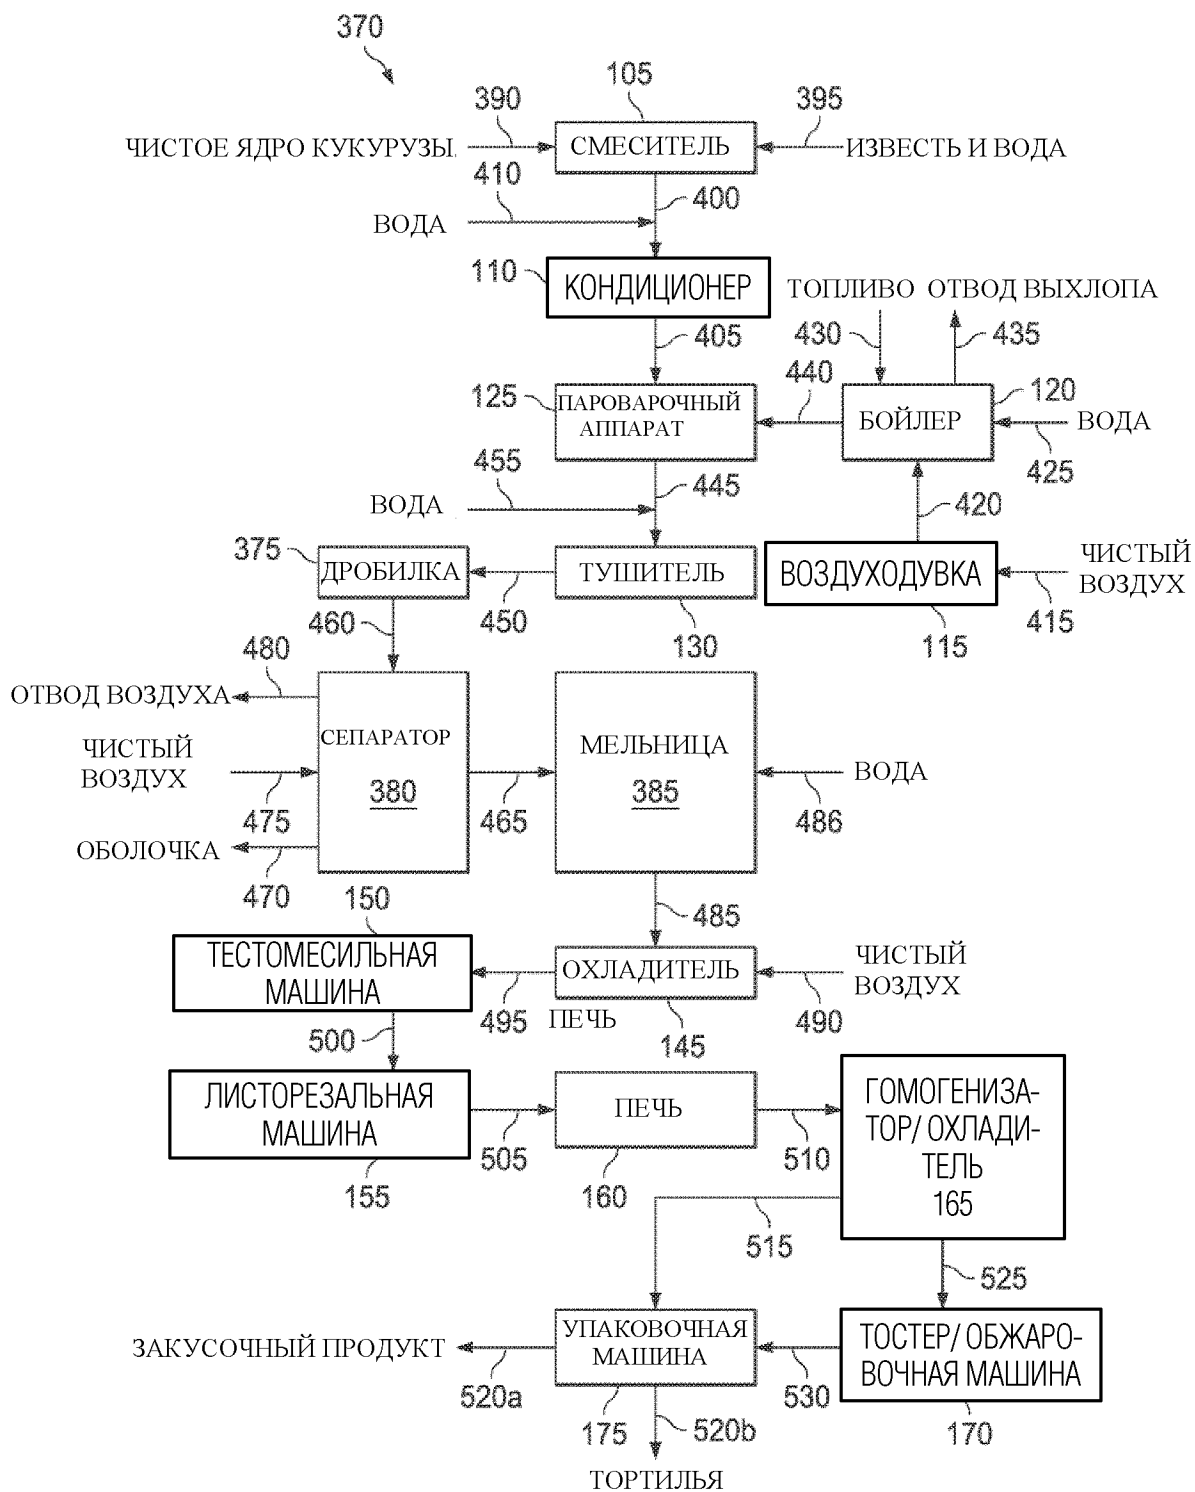 370
105
390
395
ЧИСТОЕ ЯДРО КУКУРУЗЫ
СМЕСИТЕЛЬ
ИЗВЕСТЬ И ВОДА
410
400
ВОДА
110
КОНДИЦИОНЕР
ТОПЛИВО
ОТВОД ВЫХЛОПА
405
430
435
440
125
ПАРОВАРОЧНЫЙ
АППАРАТ
БОЙЛЕР
120
ВОДА
425
455
445
420
ВОДА
375
ДРОБИЛКА
ТУШИТЕЛЬ
ВОЗДУХОДУВКА
ЧИСТЫЙ
ВОЗДУХ
460
450
130
115
415
480
ОТВОД ВОЗДУХА
СЕПАРАТОР
380
МЕЛЬНИЦА
385
ЧИСТЫЙ
ВОЗДУХ
ВОДА
475
465
486
ОБОЛОЧКА
470
150
485
ТЕСТОМЕСИЛЬНАЯ
МАШИНА
ОХЛАДИТЕЛЬ
ЧИСТЫЙ
ВОЗДУХ
495
ПЕЧЬ
490
500
145
ЛИСТОРЕЗАЛЬНАЯ
МАШИНА
ПЕЧЬ
ГОМОГЕНИЗА-
ТОР/ ОХЛАДИ-
ТЕЛЬ
165
505
510
155
160
515
525
ЗАКУСОЧНЫЙ ПРОДУКТ
УПАКОВОЧНАЯ
МАШИНА
ТОСТЕР/ ОБЖАРО-
ВОЧНАЯ МАШИНА
520a
530
175
520b
170
ТОРТИЛЬЯ